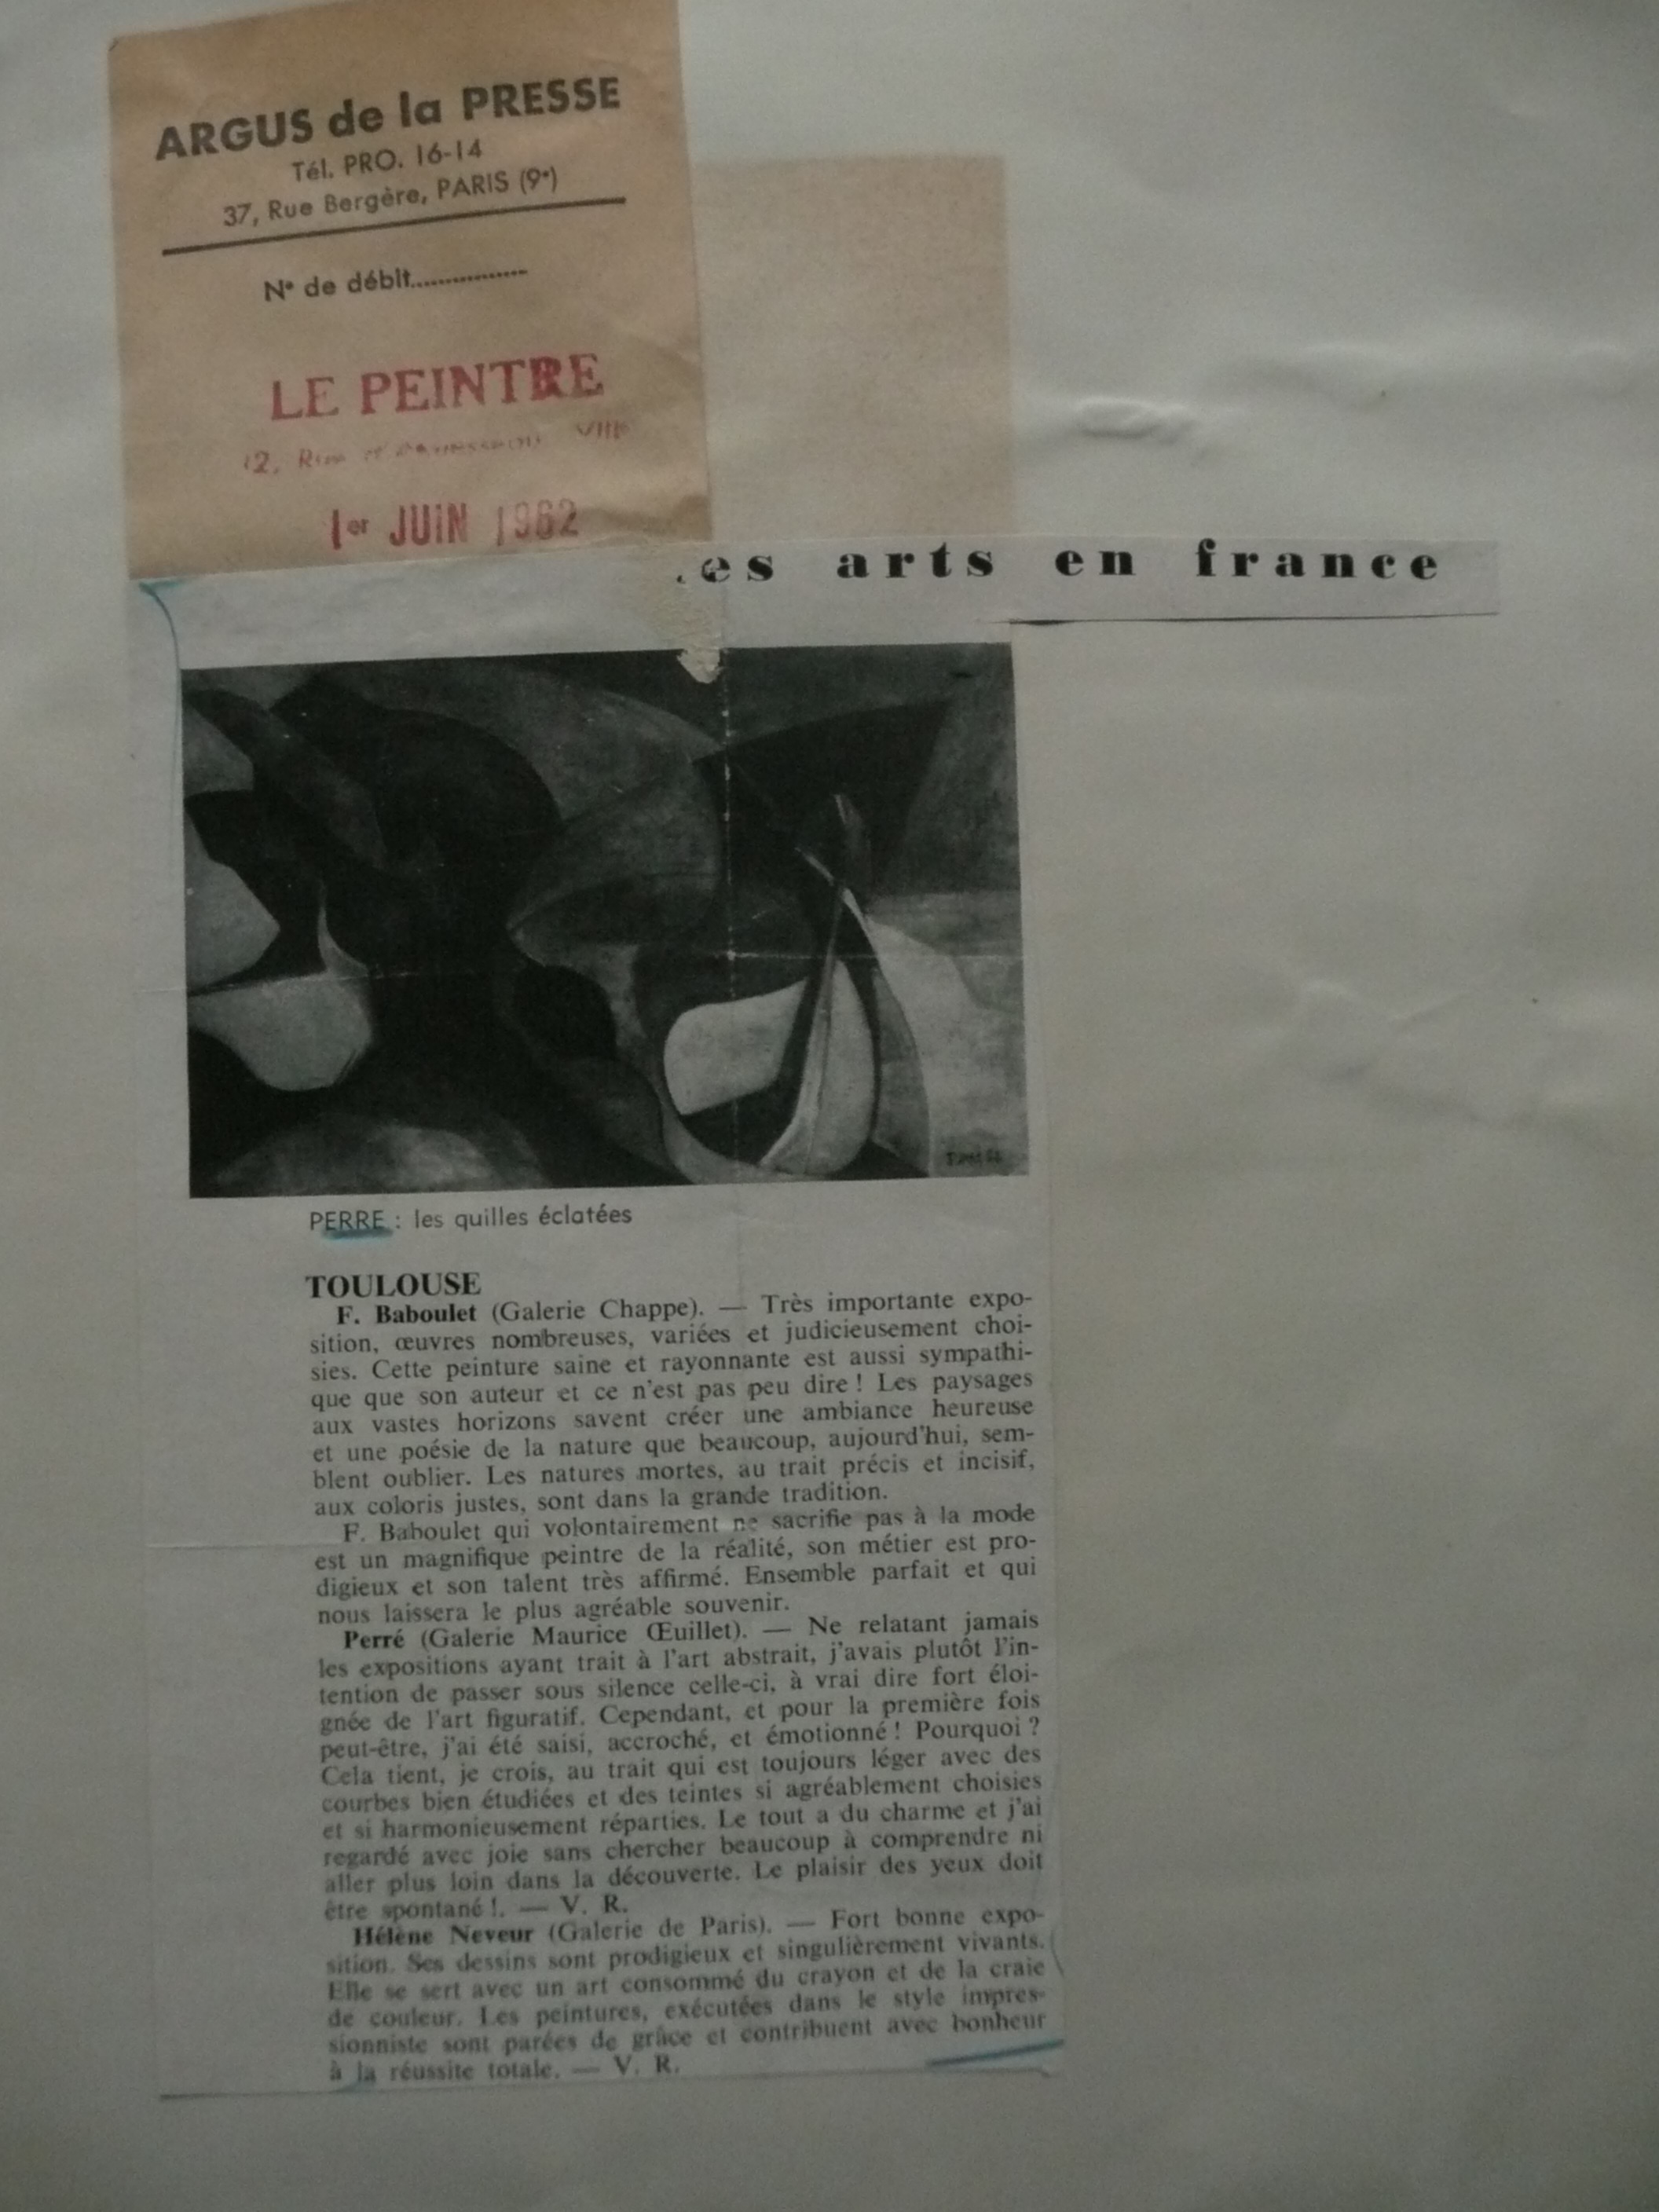 ARGUS de la PRESSE
Tél. PRO. 16-14
37, Rue Bergère, PARIS (9e)
N° de débit................
LE PEINTRE
12, Rue VIIIe
1er JUIN 1962
es arts en france
PERRE : les quilles éclatées
TOULOUSE
F. Baboulet (Galerie Chappe). — Très importante expo-
sition, œuvres nombreuses, variées et judicieusement choi-
sies. Cette peinture saine et rayonnante est aussi sympathi-
que que son auteur et ce n'est pas peu dire ! Les paysages
aux vastes horizons savent créer une ambiance heureuse
et une poésie de la nature que beaucoup, aujourd'hui, sem-
blent oublier. Les natures mortes, au trait précis et incisif,
aux coloris justes, sont dans la grande tradition.
F. Baboulet qui volontairement ne sacrifie pas à la mode
est un magnifique peintre de la réalité, son métier est pro-
digieux et son talent très affirmé. Ensemble parfait et qui
nous laissera le plus agréable souvenir.
Perré (Galerie Maurice Œuillet). — Ne relatant jamais
les expositions ayant trait à l'art abstrait, j'avais plutôt l'in-
tention de passer sous silence celle-ci, à vrai dire fort éloi-
gnée de l'art figuratif. Cependant, et pour la première fois
peut-être, j'ai été saisi, accroché, et émotionné ! Pourquoi ?
Cela tient, je crois, au trait qui est toujours léger avec des
courbes bien étudiées et des teintes si agréablement choisies
et si harmonieusement réparties. Le tout a du charme et j'ai
regardé avec joie sans chercher beaucoup à comprendre ni
aller plus loin dans la découverte. Le plaisir des yeux doit
être spontané !. — V. R.
Hélène Neveur (Galerie de Paris). — Fort bonne expo-
sition. Ses dessins sont prodigieux et singulièrement vivants.
Elle se sert avec un art consommé du crayon et de la craie
de couleur. Les peintures, exécutées dans le style impres-
sionniste sont parées de grâce et contribuent avec bonheur
à la réussite totale. — V. R.